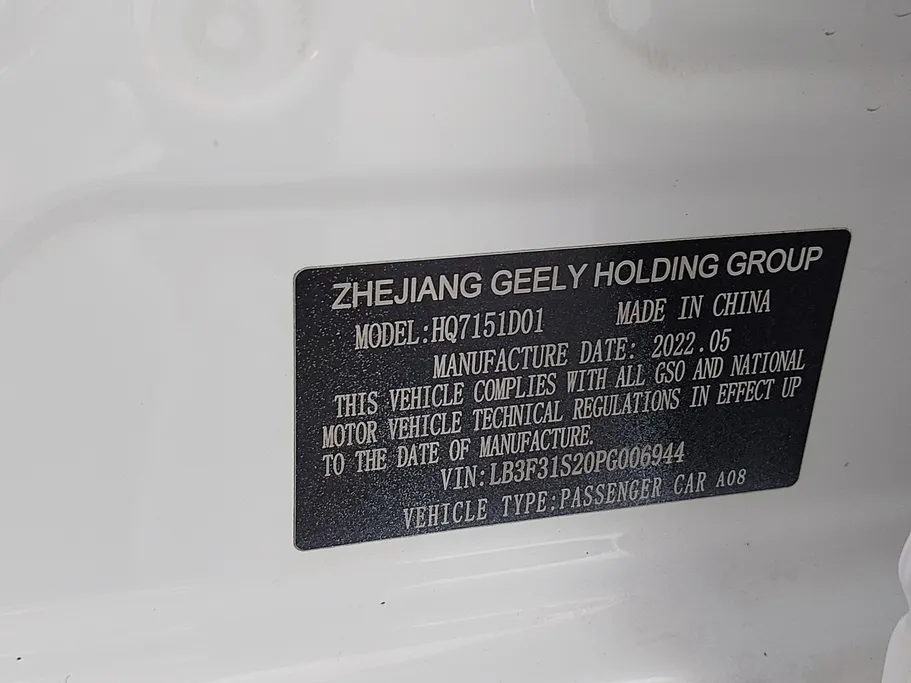 ZHEJIANG GEELY HOLDING GROUP
MODEL:HQ7151D01 MADE IN CHINA
MANUFACTURE DATE: 2022.05
THIS VEHICLE COMPLIES WITH ALL GSO AND NATIONAL
MOTOR VEHICLE TECHNICAL REGULATIONS IN EFFECT UP
TO THE DATE OF MANUFACTURE.
VIN:LB3F31S20PG006944
VEHICLE TYPE:PASSENGER CAR A08